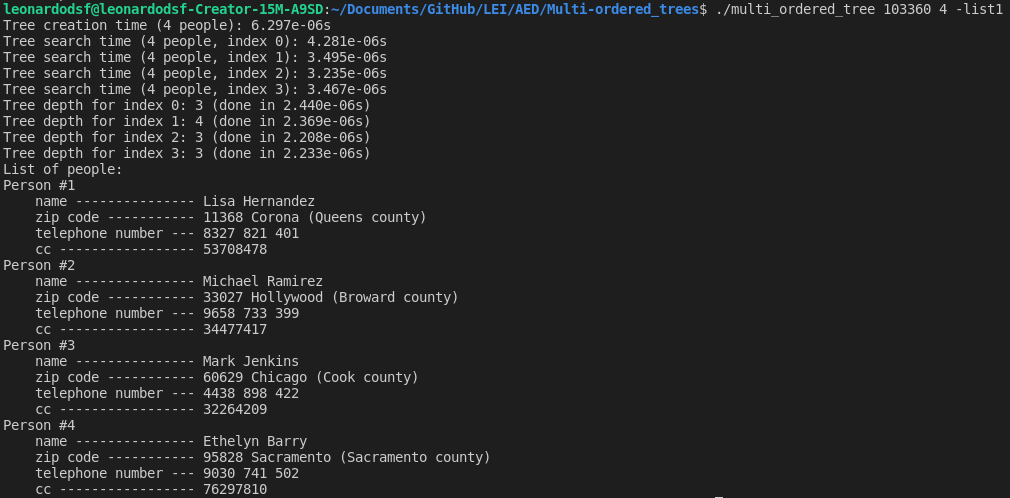 leonardodsf@leonardodsf-Creator-15M-A9SD:~/Documents/GitHub/LEI/AED/Multi-ordered_trees$ ./multi_ordered_tree 103360 4 -list1
Tree creation time (4 people): 6.297e-06s
Tree search time (4 people, index 0): 4.281e-06s
Tree search time (4 people, index 1): 3.495e-06s
Tree search time (4 people, index 2): 3.235e-06s
Tree search time (4 people, index 3): 3.467e-06s
Tree depth for index 0: 3 (done in 2.440e-06s)
Tree depth for index 1: 4 (done in 2.369e-06s)
Tree depth for index 2: 3 (done in 2.208e-06s)
Tree depth for index 3: 3 (done in 2.233e-06s)
List of people:
Person #1
    name --------------- Lisa Hernandez
    zip code ----------- 11368 Corona (Queens county)
    telephone number --- 8327 821 401
    cc ----------------- 53708478
Person #2
    name --------------- Michael Ramirez
    zip code ----------- 33027 Hollywood (Broward county)
    telephone number --- 9658 733 399
    cc ----------------- 34477417
Person #3
    name --------------- Mark Jenkins
    zip code ----------- 60629 Chicago (Cook county)
    telephone number --- 4438 898 422
    cc ----------------- 32264209
Person #4
    name --------------- Ethelyn Barry
    zip code ----------- 95828 Sacramento (Sacramento county)
    telephone number --- 9030 741 502
    cc ----------------- 76297810